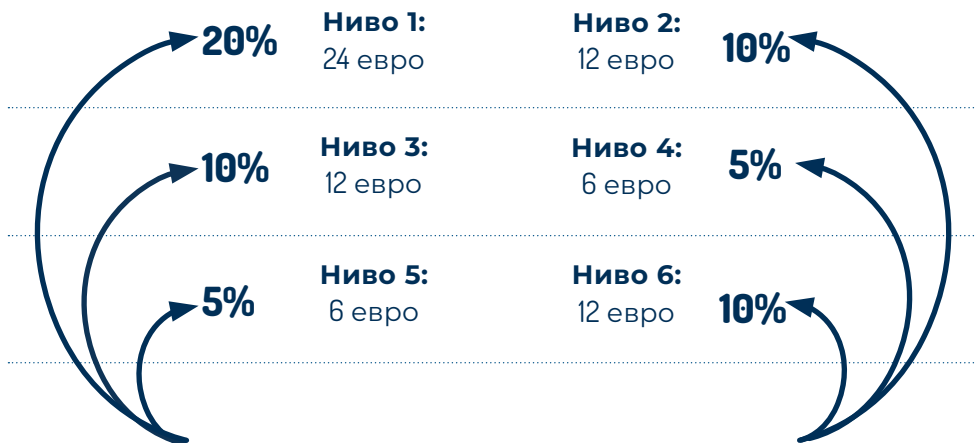 20%
Ниво 1:
24 евро
Ниво 2:
12 евро
10%
10%
Ниво 3:
12 евро
Ниво 4:
6 евро
5%
5%
Ниво 5:
6 евро
Ниво 6:
12 евро
10%